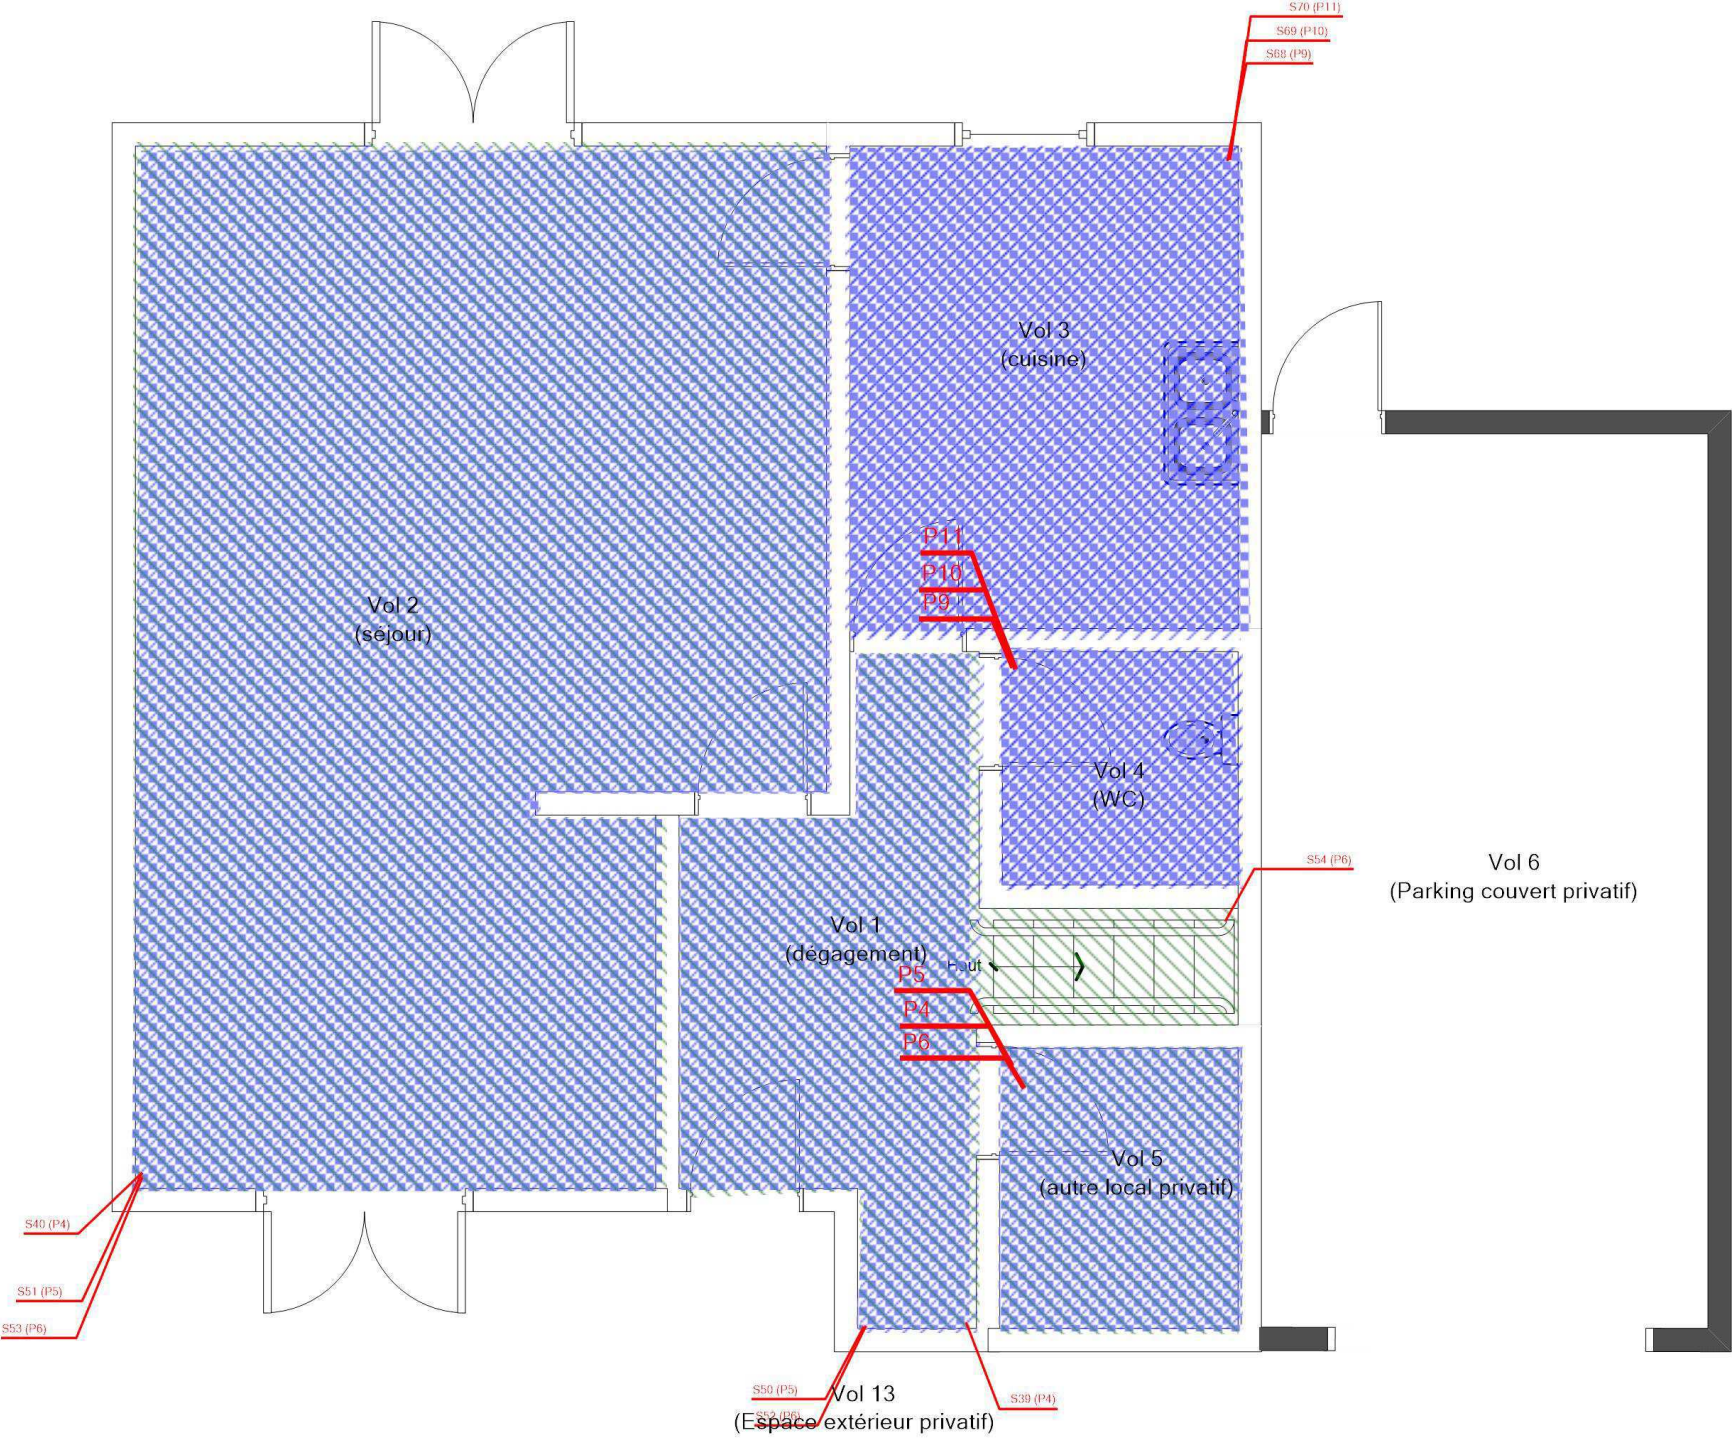 S70 (P11)
S69 (P10)
S68 (P9)
Vol 3
(cuisine)
P11
P10
P9
Vol 2
(séjour)
Vol 4
(WC)
Vol 6
(Parking couvert privatif)
S54 (P6)
Vol 1
(dégagement)
Haut
P5
P4
P6
Vol 5
(autre local privatif)
S40 (P4)
S51 (P5)
S53 (P6)
S50 (P5)
S39 (P4)
Vol 13
S52 (P6)
(Espace extérieur privatif)